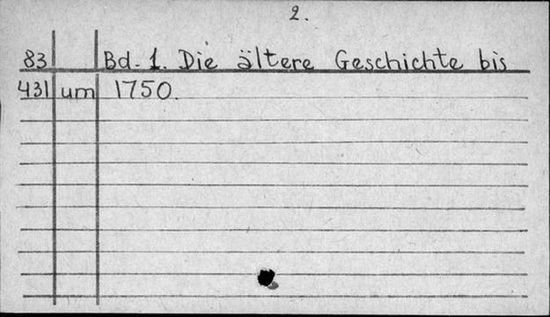 2.
83 Bd. 1. Die ältere Geschichte bis
431 um 1750.